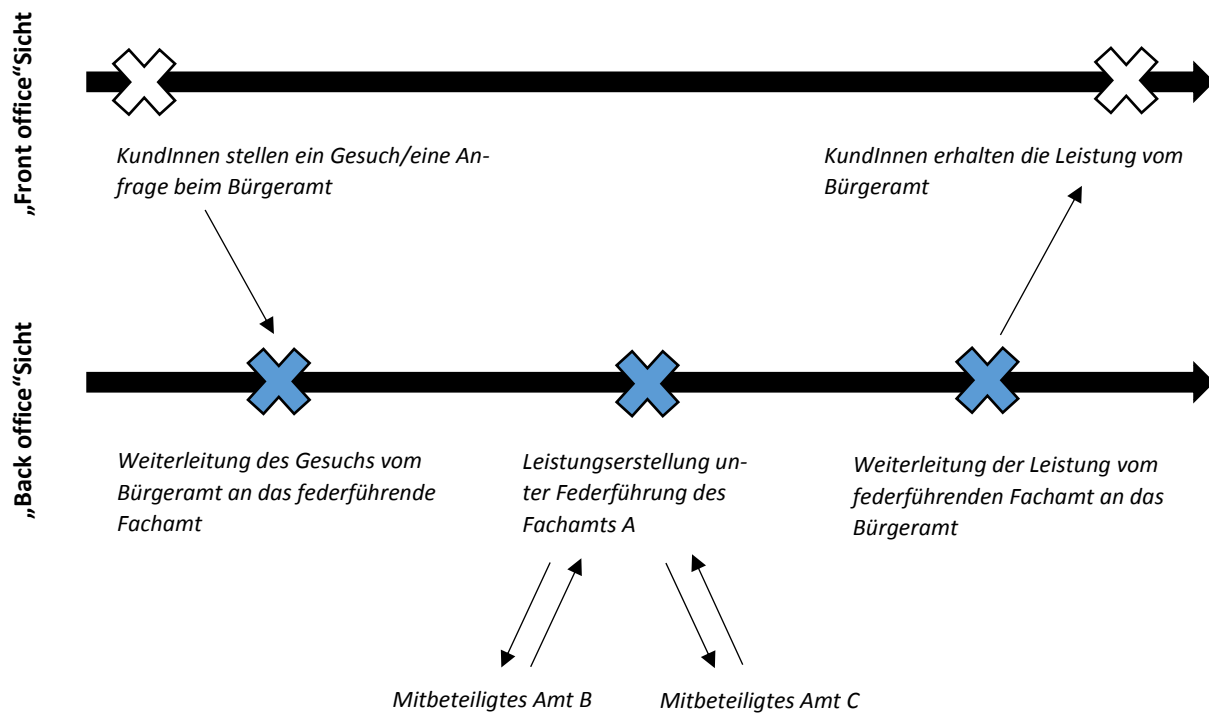 „Front office“Sicht
KundInnen stellen ein Gesuch/eine An-
frage beim Bürgeramt
KundInnen erhalten die Leistung vom
Bürgeramt
„Back office“Sicht
Weiterleitung des Gesuchs vom
Bürgeramt an das federführende
Fachamt
Leistungserstellung un-
ter Federführung des
Fachamts A
Weiterleitung der Leistung vom
federführenden Fachamt an das
Bürgeramt
Mitbeteiligtes Amt B
Mitbeteiligtes Amt C